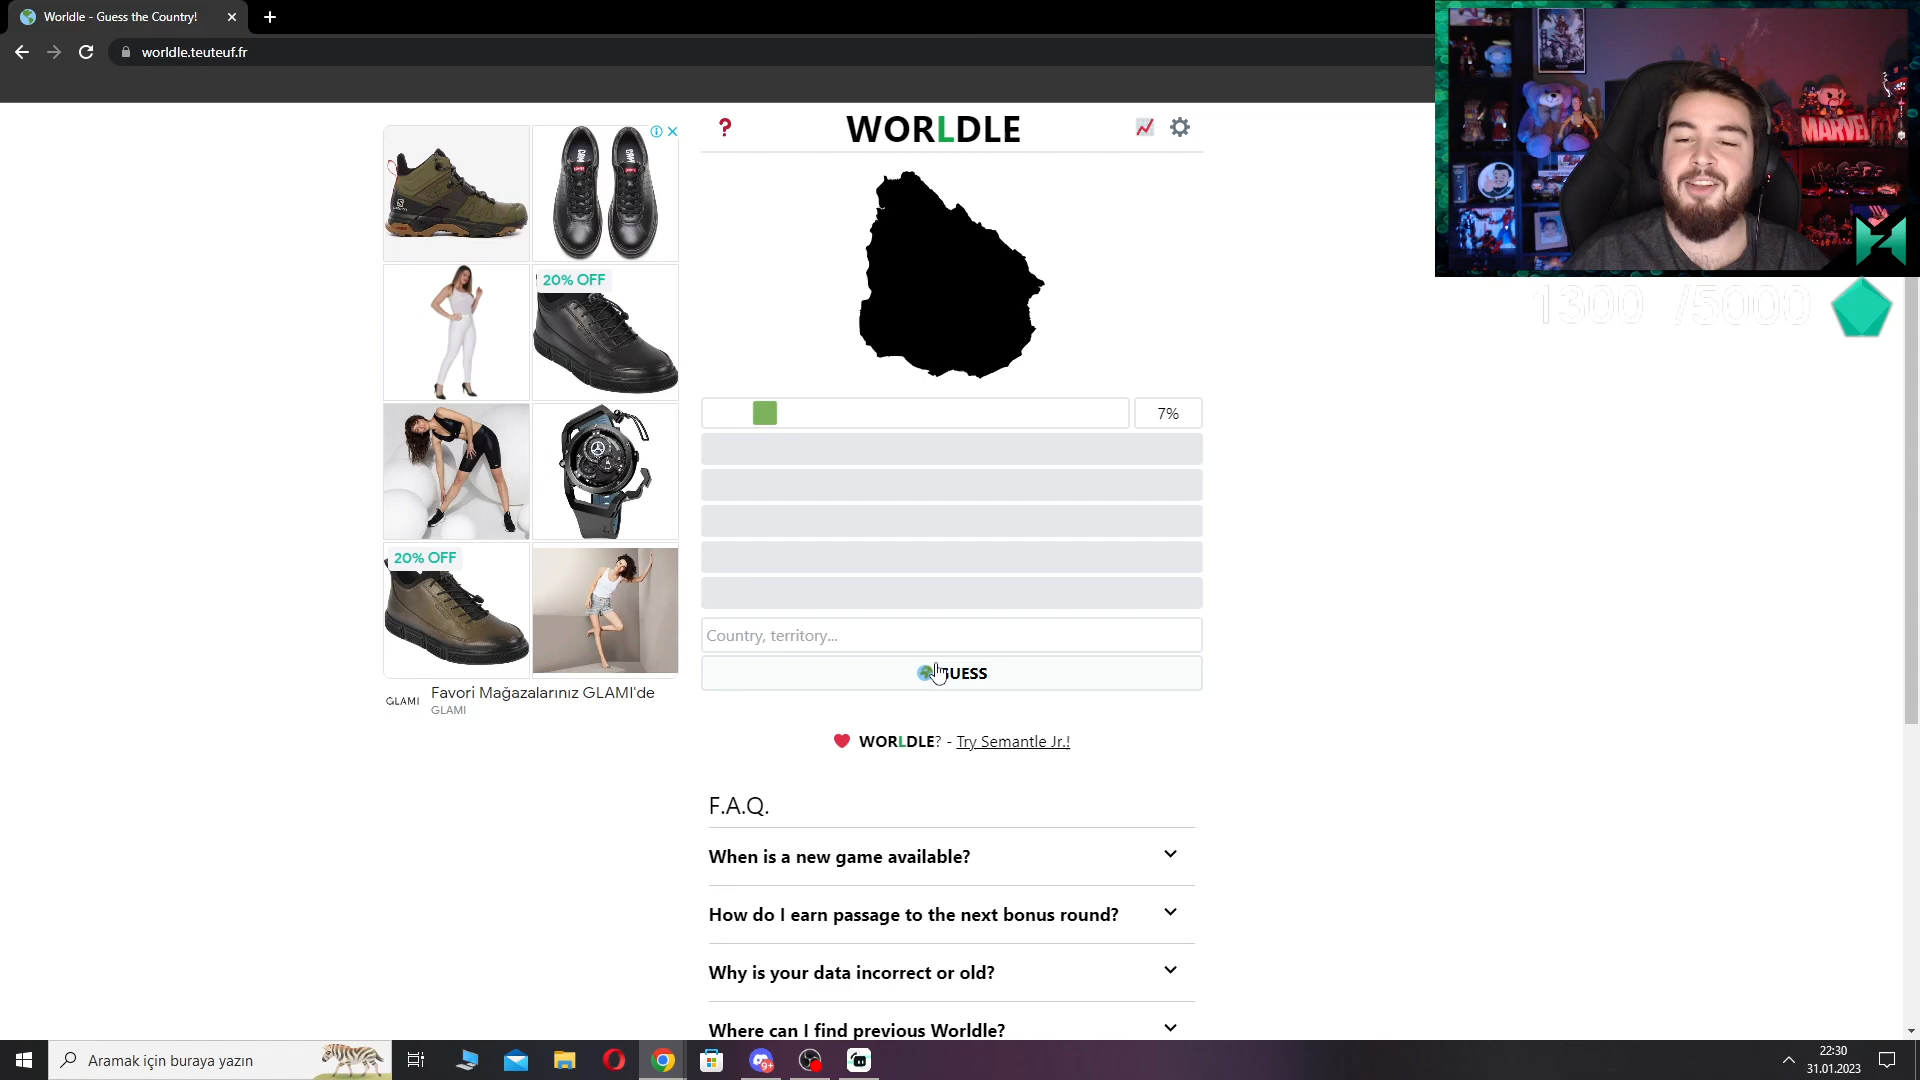 Worldle - Guess the Country!
worldle.teuteuf.fr
MARVEL
1300 /5000
?
WORLDLE
20% OFF
20% OFF
GLAMI
Favori Mağazalarınız GLAMI'de
GLAMI
7%
Country, territory...
GUESS
WORLDLE? - Try Semantle Jr.!
F.A.Q.
When is a new game available?
How do I earn passage to the next bonus round?
Why is your data incorrect or old?
Where can I find previous Worldle?
Aramak için buraya yazın
9+
22:30
31.01.2023